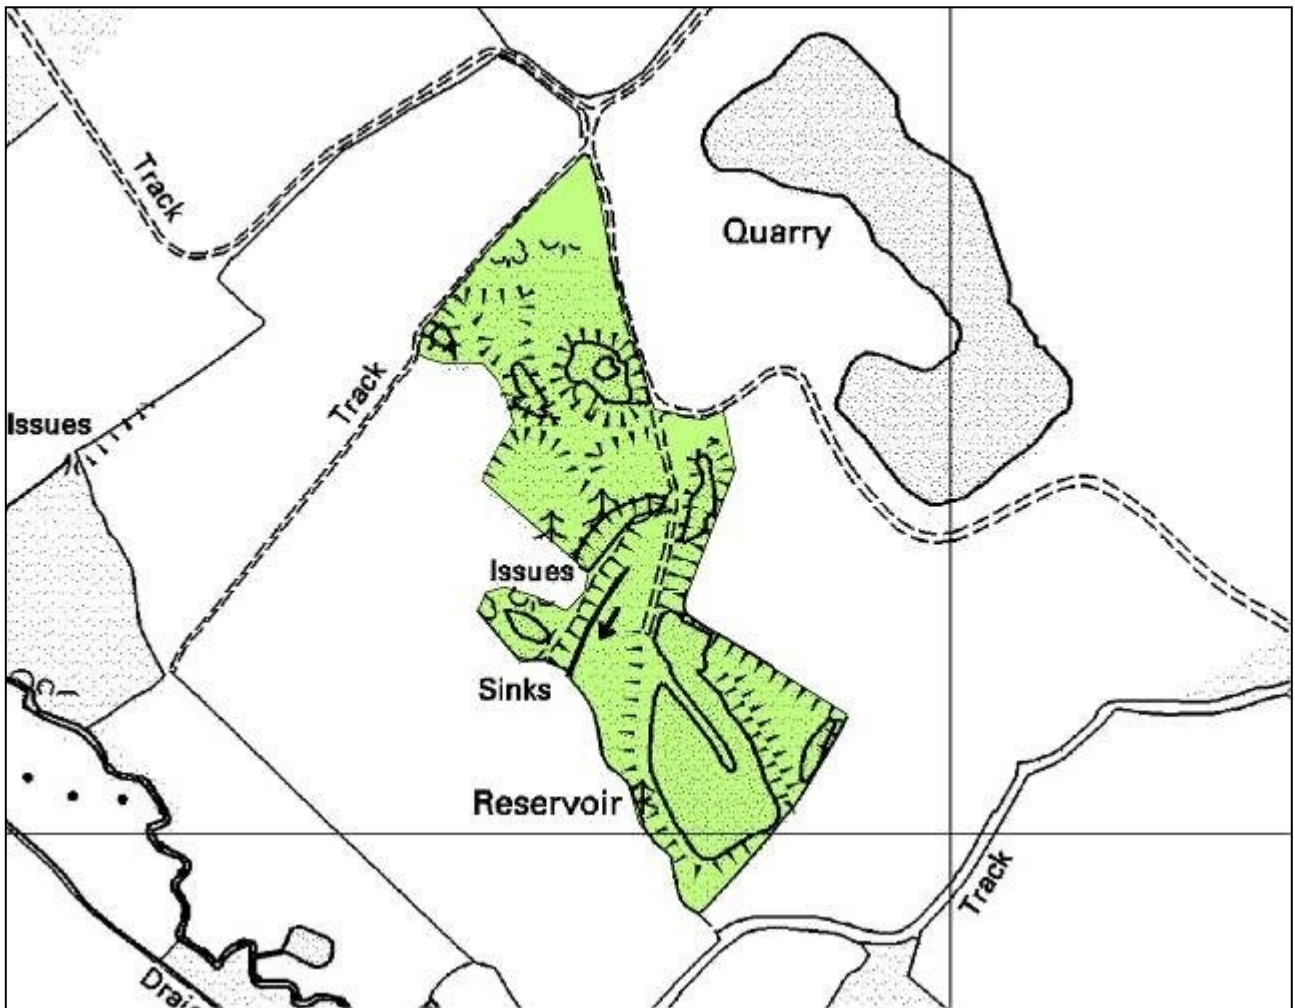 Track
Quarry
Track
Issues
Issues
Sinks
Reservoir
Track